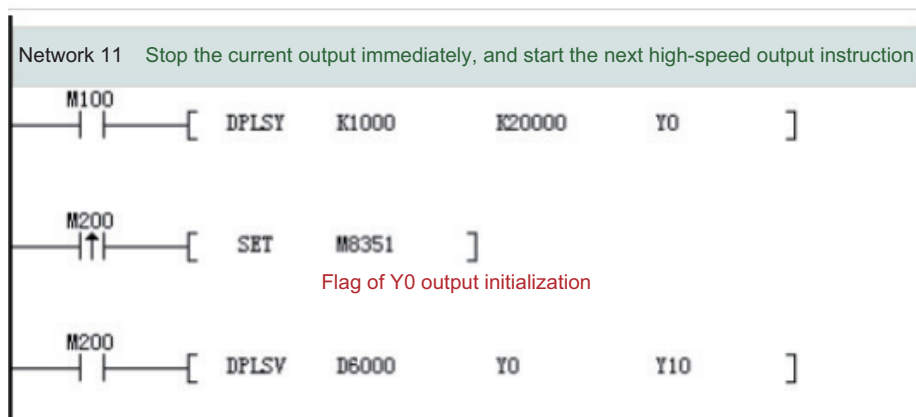 Network 11 Stop the current output immediately, and start the next high-speed output instruction
M100
[ DPLSY K1000 K20000 Y0 ]
M200
[ SET M8351 ]
Flag of Y0 output initialization
M200
[ DPLSV D6000 Y0 Y10 ]